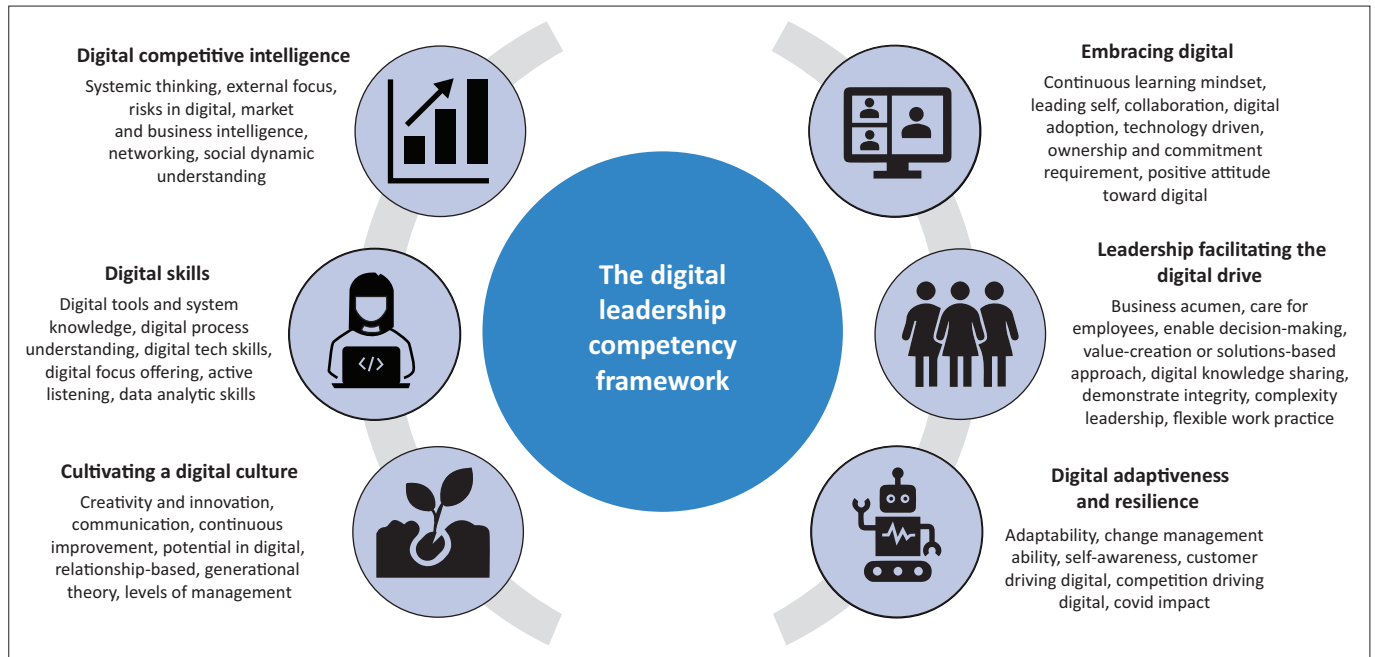 Digital competitive intelligence
Systemic thinking, external focus,
risks in digital, market
and business intelligence,
networking, social dynamic
understanding
Digital skills
Digital tools and system
knowledge, digital process
understanding, digital tech skills,
digital focus offering, active
listening, data analytic skills
</>
Cultivating a digital culture
Creativity and innovation,
communication, continuous
improvement, potential in digital,
relationship-based, generational
theory, levels of management
The digital
leadership
competency
framework
Embracing digital
Continuous learning mindset,
leading self, collaboration, digital
adoption, technology driven,
ownership and commitment
requirement, positive attitude
toward digital
Leadership facilitating the
digital drive
Business acumen, care for
employees, enable decision-making,
value-creation or solutions-based
approach, digital knowledge sharing,
demonstrate integrity, complexity
leadership, flexible work practice
Digital adaptiveness
and resilience
Adaptability, change management
ability, self-awareness, customer
driving digital, competition driving
digital, covid impact